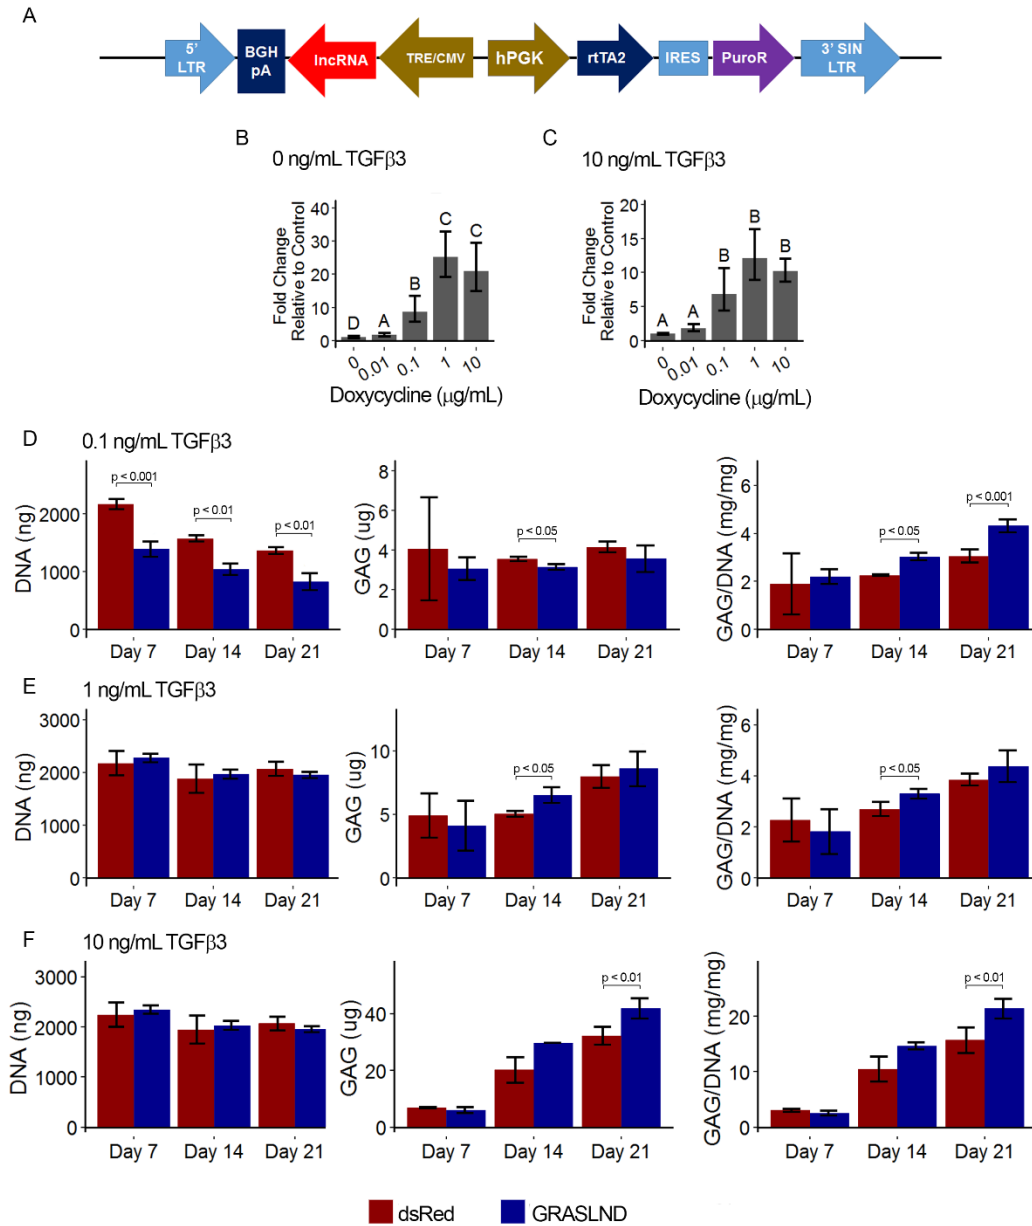 A
5'
LTR
BGH
pA
lncRNA
TRE/CMV
hPGK
rtTA2
IRES
PuroR
3' SIN
LTR
B
0 ng/mL TGFβ3
Fold Change
Relative to Control
40
30
20
10
0
D
A
B
C
C
0
0.01
0.1
1
10
Doxycycline (μg/mL)
C
10 ng/mL TGFβ3
Fold Change
Relative to Control
20
15
10
5
0
A
A
B
B
B
0
0.01
0.1
1
10
Doxycycline (μg/mL)
D
0.1 ng/mL TGFβ3
DNA (ng)
2000
1000
0
p < 0.001
p < 0.01
p < 0.01
Day 7
Day 14
Day 21
GAG (ug)
8
6
4
2
0
p < 0.05
Day 7
Day 14
Day 21
GAG/DNA (mg/mg)
6
4
2
0
p < 0.05
p < 0.001
Day 7
Day 14
Day 21
E
1 ng/mL TGFβ3
DNA (ng)
3000
2000
1000
0
Day 7
Day 14
Day 21
GAG (ug)
10
5
0
p < 0.05
Day 7
Day 14
Day 21
GAG/DNA (mg/mg)
6
4
2
0
p < 0.05
Day 7
Day 14
Day 21
F
10 ng/mL TGFβ3
DNA (ng)
3000
2000
1000
0
Day 7
Day 14
Day 21
GAG (ug)
40
20
0
p < 0.01
Day 7
Day 14
Day 21
GAG/DNA (mg/mg)
20
10
0
p < 0.01
Day 7
Day 14
Day 21
dsRed
GRASLND